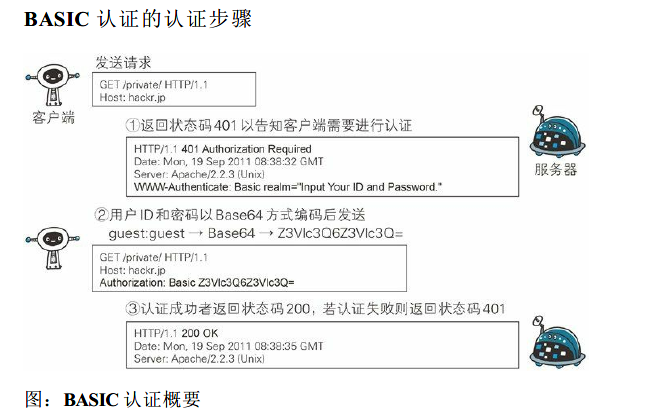 BASIC 认证的认证步骤
发送请求
GET /private/ HTTP/1.1
Host: hackr.jp
客户端
①返回状态码401以告知客户端需要进行认证
HTTP/1.1 401 Authorization Required
Date: Mon, 19 Sep 2011 08:38:32 GMT
Server: Apache/2.2.3 (Unix)
WWW-Authenticate: Basic realm="Input Your ID and Password."
服务器
②用户ID和密码以Base64方式编码后发送
guest:guest → Base64 → Z3Vlc3Q6Z3Vlc3Q=
GET /private/ HTTP/1.1
Host: hackr.jp
Authorization: Basic Z3Vlc3Q6Z3Vlc3Q=
③认证成功者返回状态码200，若认证失败则返回状态码401
HTTP/1.1 200 OK
Date: Mon, 19 Sep 2011 08:38:35 GMT
Server: Apache/2.2.3 (Unix)
图：BASIC 认证概要